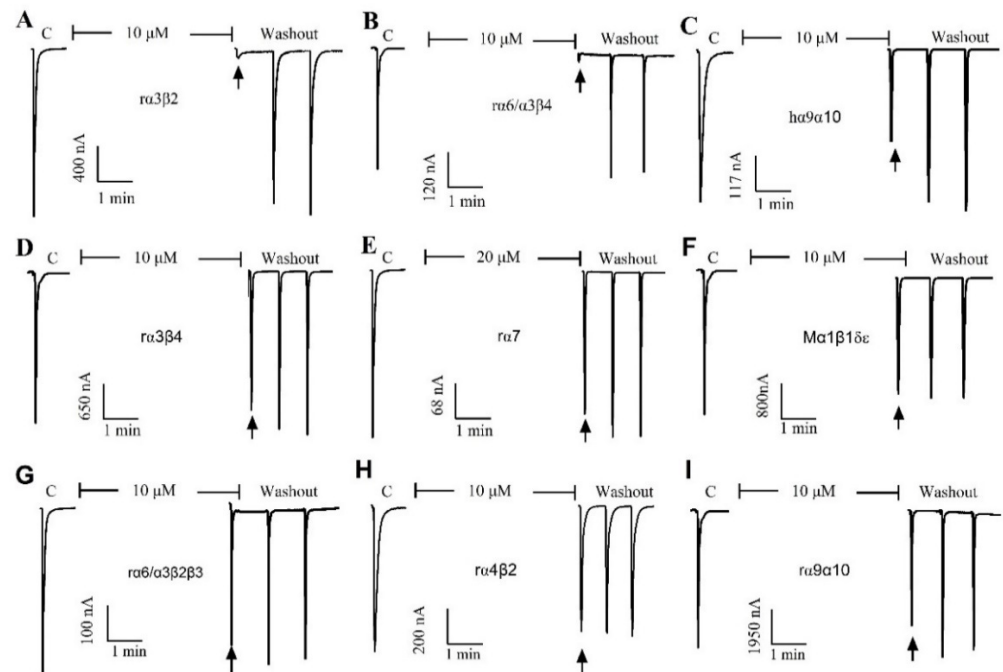 A
C
10 μM
Washout
rα3β2
400 nA
1 min
B
C
10 μM
Washout
rα6/α3β4
120 nA
1 min
C
C
10 μM
Washout
hα9α10
117 nA
1 min
D
C
10 μM
Washout
rα3β4
650 nA
1 min
E
C
20 μM
Washout
rα7
68 nA
1 min
F
C
10 μM
Washout
Mα1β1δε
800nA
1 min
G
C
10 μM
Washout
rα6/α3β2β3
100 nA
1 min
H
C
10 μM
Washout
rα4β2
200 nA
1 min
I
C
10 μM
Washout
rα9α10
1950 nA
1 min